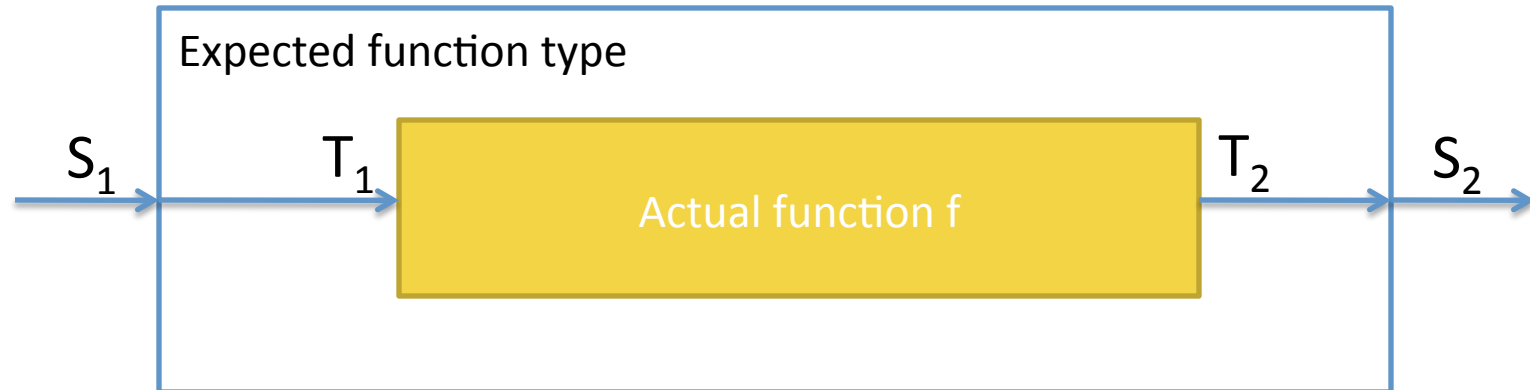 Expected function type
S₁
T₁
Actual function f
T₂
S₂